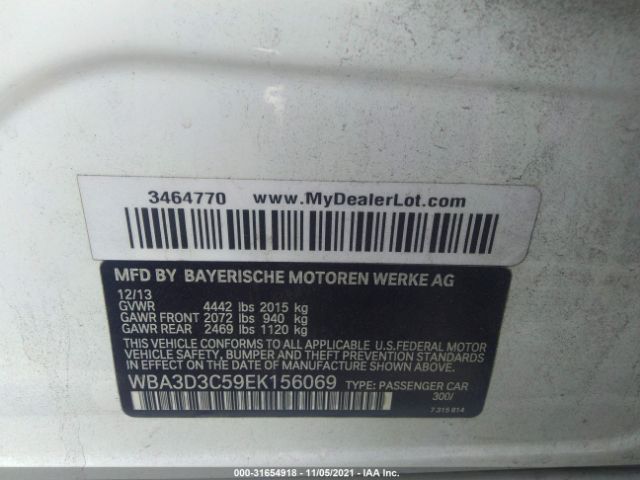 3464770 www.MyDealerLot.com
MFD BY BAYERISCHE MOTOREN WERKE AG
12/13
GVWR 4442 lbs 2015 kg
GAWR FRONT 2072 lbs 940 kg
GAWR REAR 2469 lbs 1120 kg
THIS VEHICLE CONFORMS TO ALL APPLICABLE U.S.FEDERAL MOTOR
VEHICLE SAFETY, BUMPER AND THEFT PREVENTION STANDARDS
IN EFFECT ON THE DATE OF MANUFACTURE SHOWN ABOVE.
WBA3D3C59EK156069 TYPE: PASSENGER CAR
300/
7 315 814
000-31654918 - 11/05/2021 - IAA Inc.